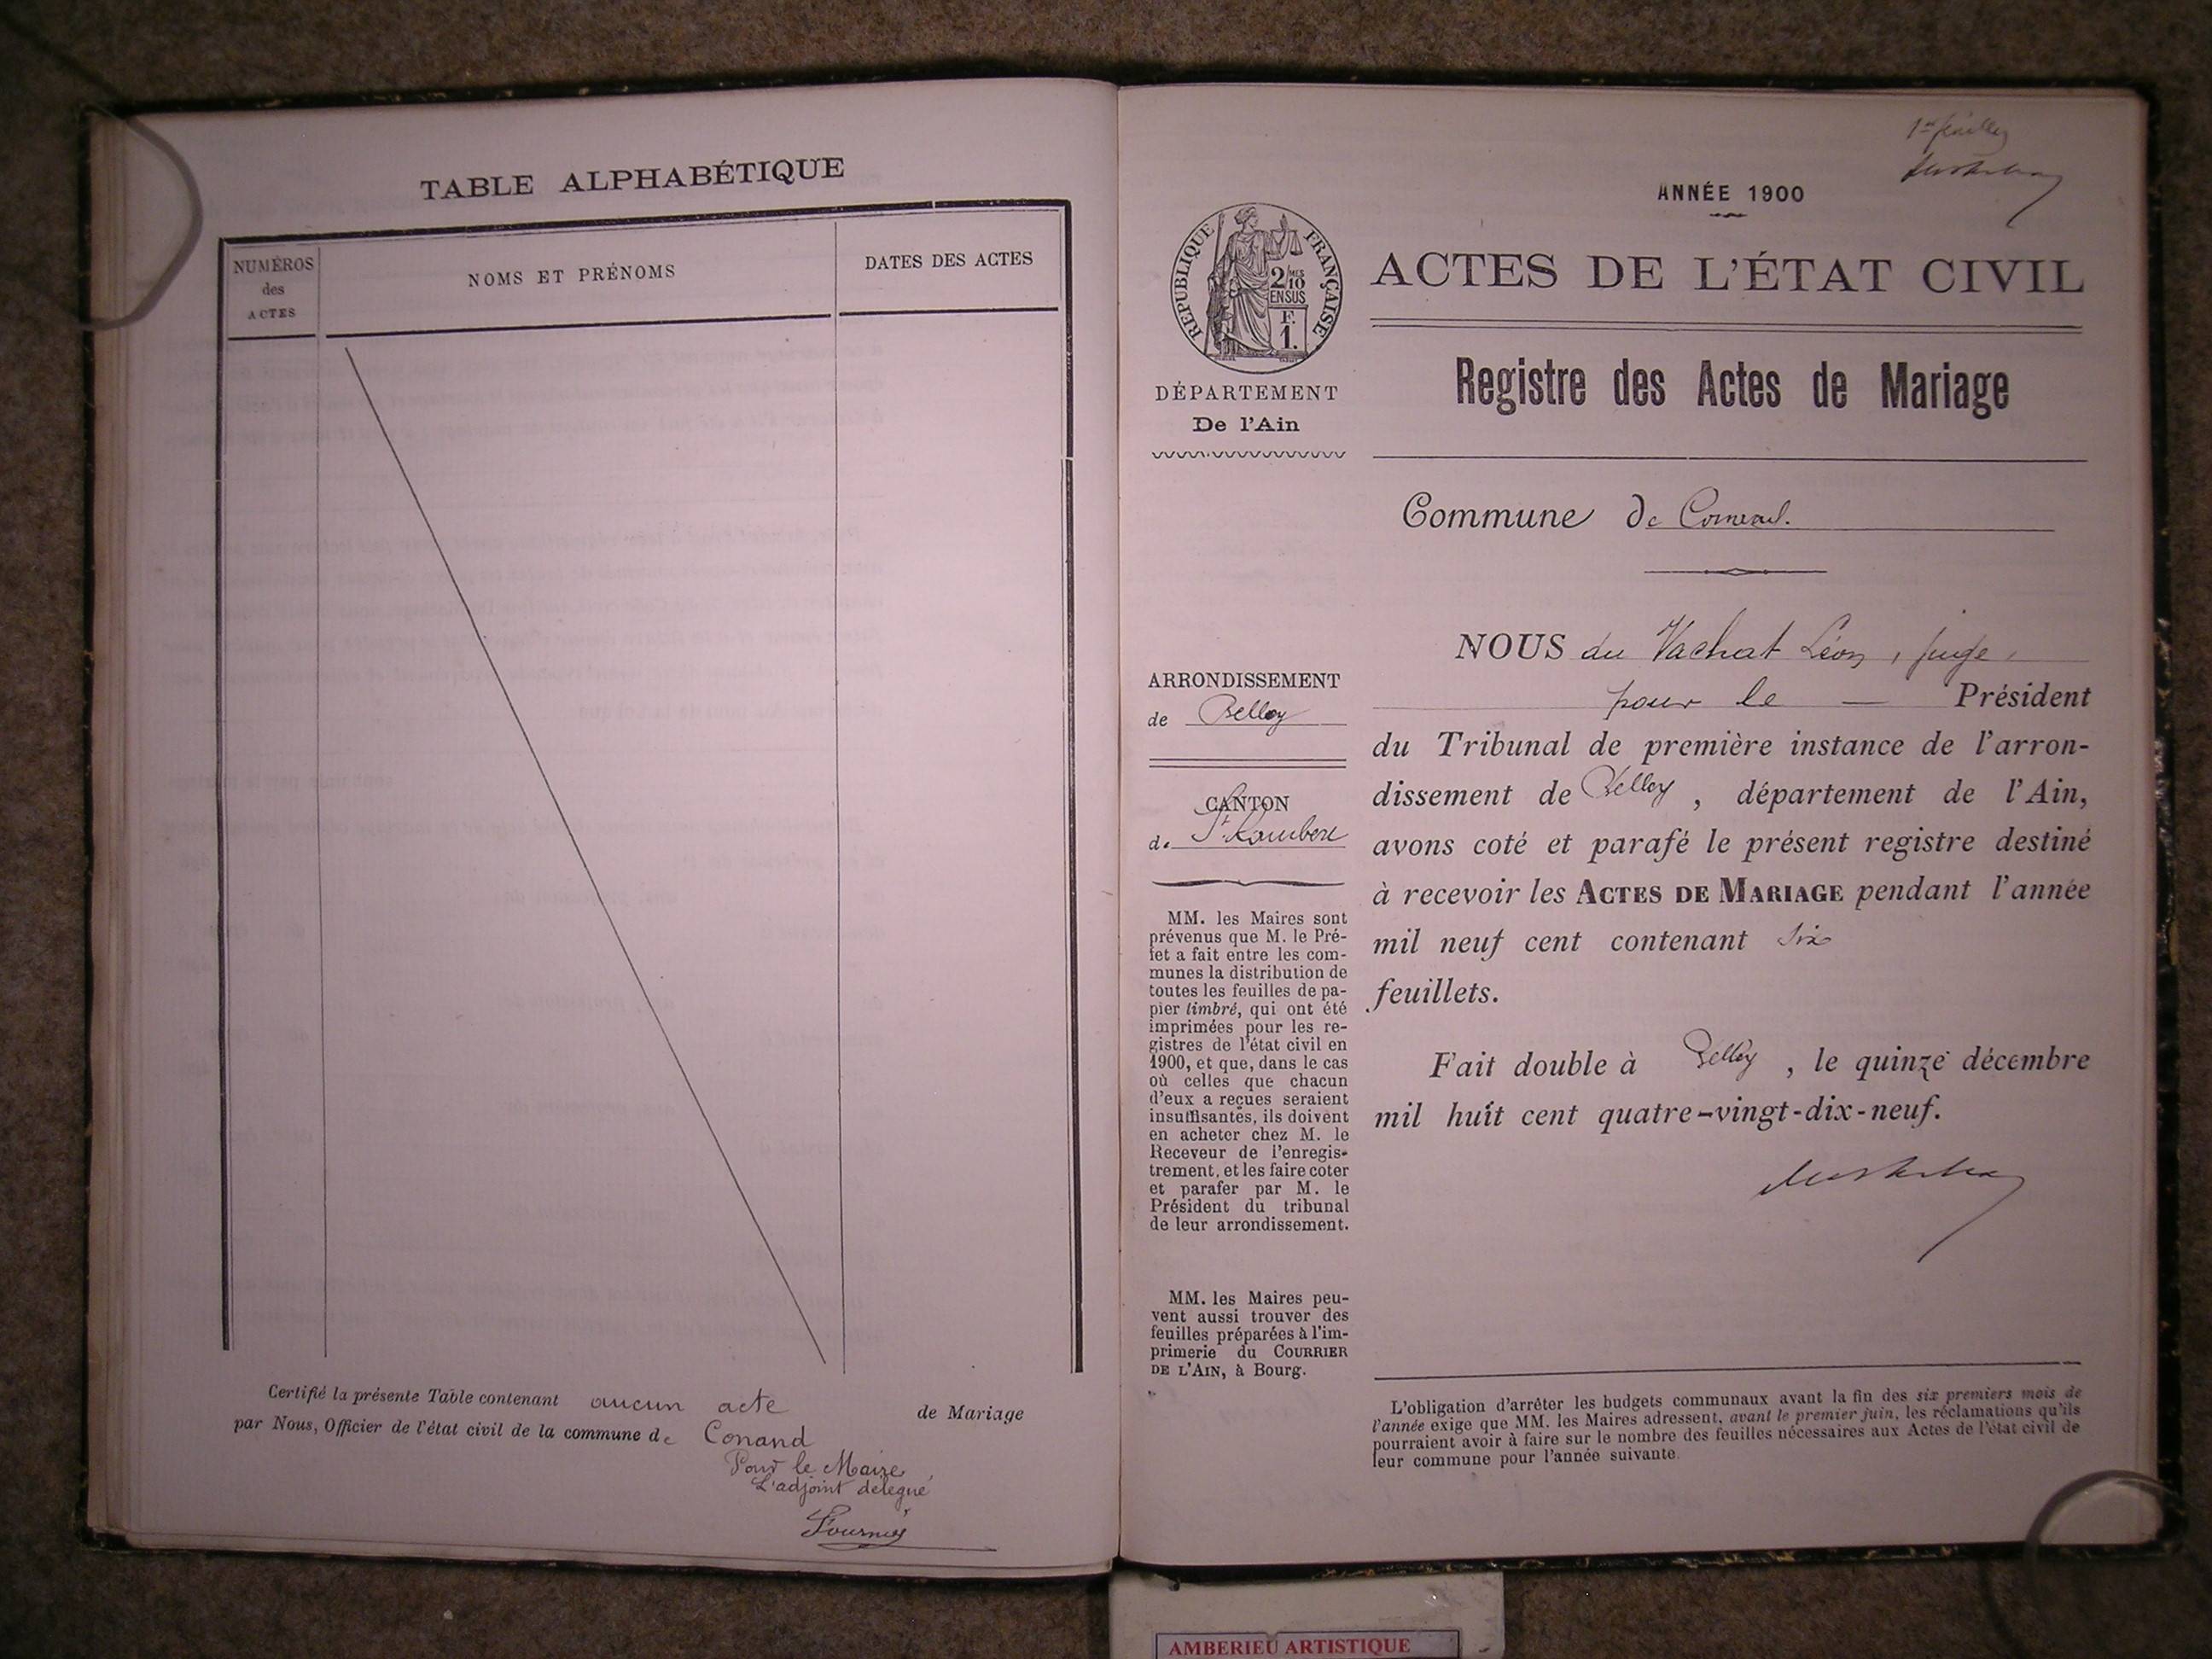 TABLE ALPHABÉTIQUE
NUMÉROS
des
ACTES
NOMS ET PRÉNOMS
DATES DES ACTES
Certifié la présente Table contenant aucun acte de Mariage
par Nous, Officier de l'état civil de la commune de Conand
Pour le Maire
L'adjoint délégué
1er feuillet
ANNÉE 1900
RÉPUBLIQUE FRANÇAISE
2/10
MES
EN SUS
F.
1.
DÉPARTEMENT
De l'Ain
ARRONDISSEMENT
de Belley
CANTON
de St Rambert
MM. les Maires sont
prévenus que M. le Pré-
fet a fait entre les com-
munes la distribution de
toutes les feuilles de pa-
pier timbré, qui ont été
imprimées pour les re-
gistres de l'état civil en
1900, et que, dans le cas
où celles que chacun
d'eux a reçues seraient
insuffisantes, ils doivent
en acheter chez M. le
Receveur de l'enregis-
trement, et les faire coter
et parafer par M. le
Président du tribunal
de leur arrondissement.
MM. les Maires peu-
vent aussi trouver des
feuilles préparées à l'im-
primerie du COURRIER
DE L'AIN, à Bourg.
ACTES DE L'ÉTAT CIVIL
Registre des Actes de Mariage
Commune de
NOUS du Vachat Léon, juge,
pour le — Président
du Tribunal de première instance de l'arron-
dissement de Belley, département de l'Ain,
avons coté et parafé le présent registre destiné
à recevoir les ACTES DE MARIAGE pendant l'année
mil neuf cent contenant six
feuillets.
Fait double à Belley, le quinze décembre
mil huit cent quatre-vingt-dix-neuf.
L'obligation d'arrêter les budgets communaux avant la fin des six premiers mois de
l'année exige que MM. les Maires adressent, avant le premier juin, les réclamations qu'ils
pourraient avoir à faire sur le nombre des feuilles nécessaires aux Actes de l'état civil de
leur commune pour l'année suivante.
AMBERIEU ARTISTIQUE